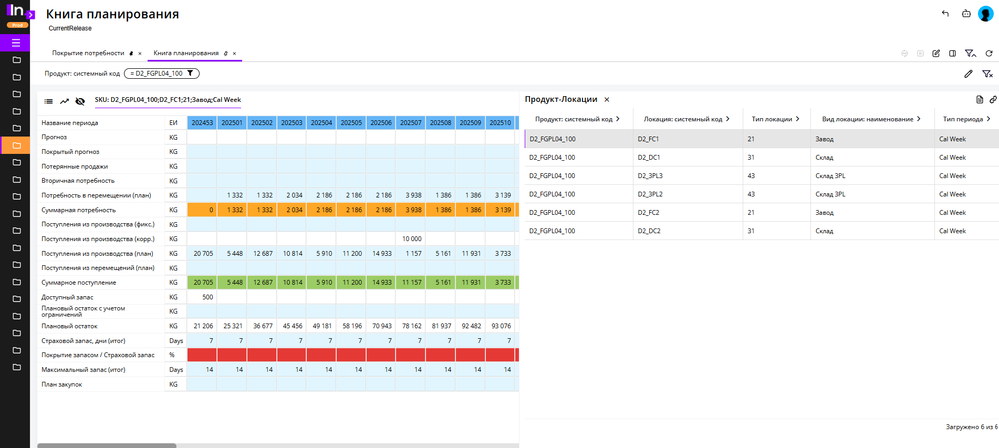 In
Prod
Книга планирования
CurrentRelease
Покрытие потребности ×
Книга планирования ×
Продукт: системный код = D2_FGPL04_100
SKU: D2_FGPL04_100;D2_FC1;21;Завод;Cal Week
Название периода ЕИ 202453 202501 202502 202503 202504 202505 202506 202507 202508 202509 202510
Прогноз KG
Покрытый прогноз KG
Потерянные продажи KG
Вторичная потребность KG
Потребность в перемещении (план) KG 1 332 1 332 2 034 2 186 2 186 2 186 3 938 1 386 1 386 3 139
Суммарная потребность KG 0 1 332 1 332 2 034 2 186 2 186 2 186 3 938 1 386 1 386 3 139
Поступления из производства (фикс.) KG
Поступления из производства (корр.) KG 10 000
Поступления из производства (план) KG 20 705 5 448 12 687 10 814 5 910 11 200 14 933 1 157 5 161 11 931 3 733
Поступления из перемещений (план) KG
Суммарное поступление KG 20 705 5 448 12 687 10 814 5 910 11 200 14 933 11 157 5 161 11 931 3 733
Доступный запас KG 500
Плановый остаток с учетом
ограничений KG
Плановый остаток KG 21 206 25 321 36 677 45 456 49 181 58 196 70 943 78 162 81 937 92 482 93 076
Страховой запас, дни (итог) Days 7 7 7 7 7 7 7 7 7 7 7
Покрытие запасом / Страховой запас %
Максимальный запас (итог) Days 14 14 14 14 14 14 14 14 14 14 14
План закупок KG
Продукт-Локации ×
Продукт: системный код Локация: системный код Тип локации Вид локации: наименование Тип периода
D2_FGPL04_100 D2_FC1 21 Завод Cal Week
D2_FGPL04_100 D2_DC1 31 Склад Cal Week
D2_FGPL04_100 D2_3PL3 43 Склад 3PL Cal Week
D2_FGPL04_100 D2_3PL2 43 Склад 3PL Cal Week
D2_FGPL04_100 D2_FC2 21 Завод Cal Week
D2_FGPL04_100 D2_DC2 31 Склад Cal Week
Загружено 6 из 6